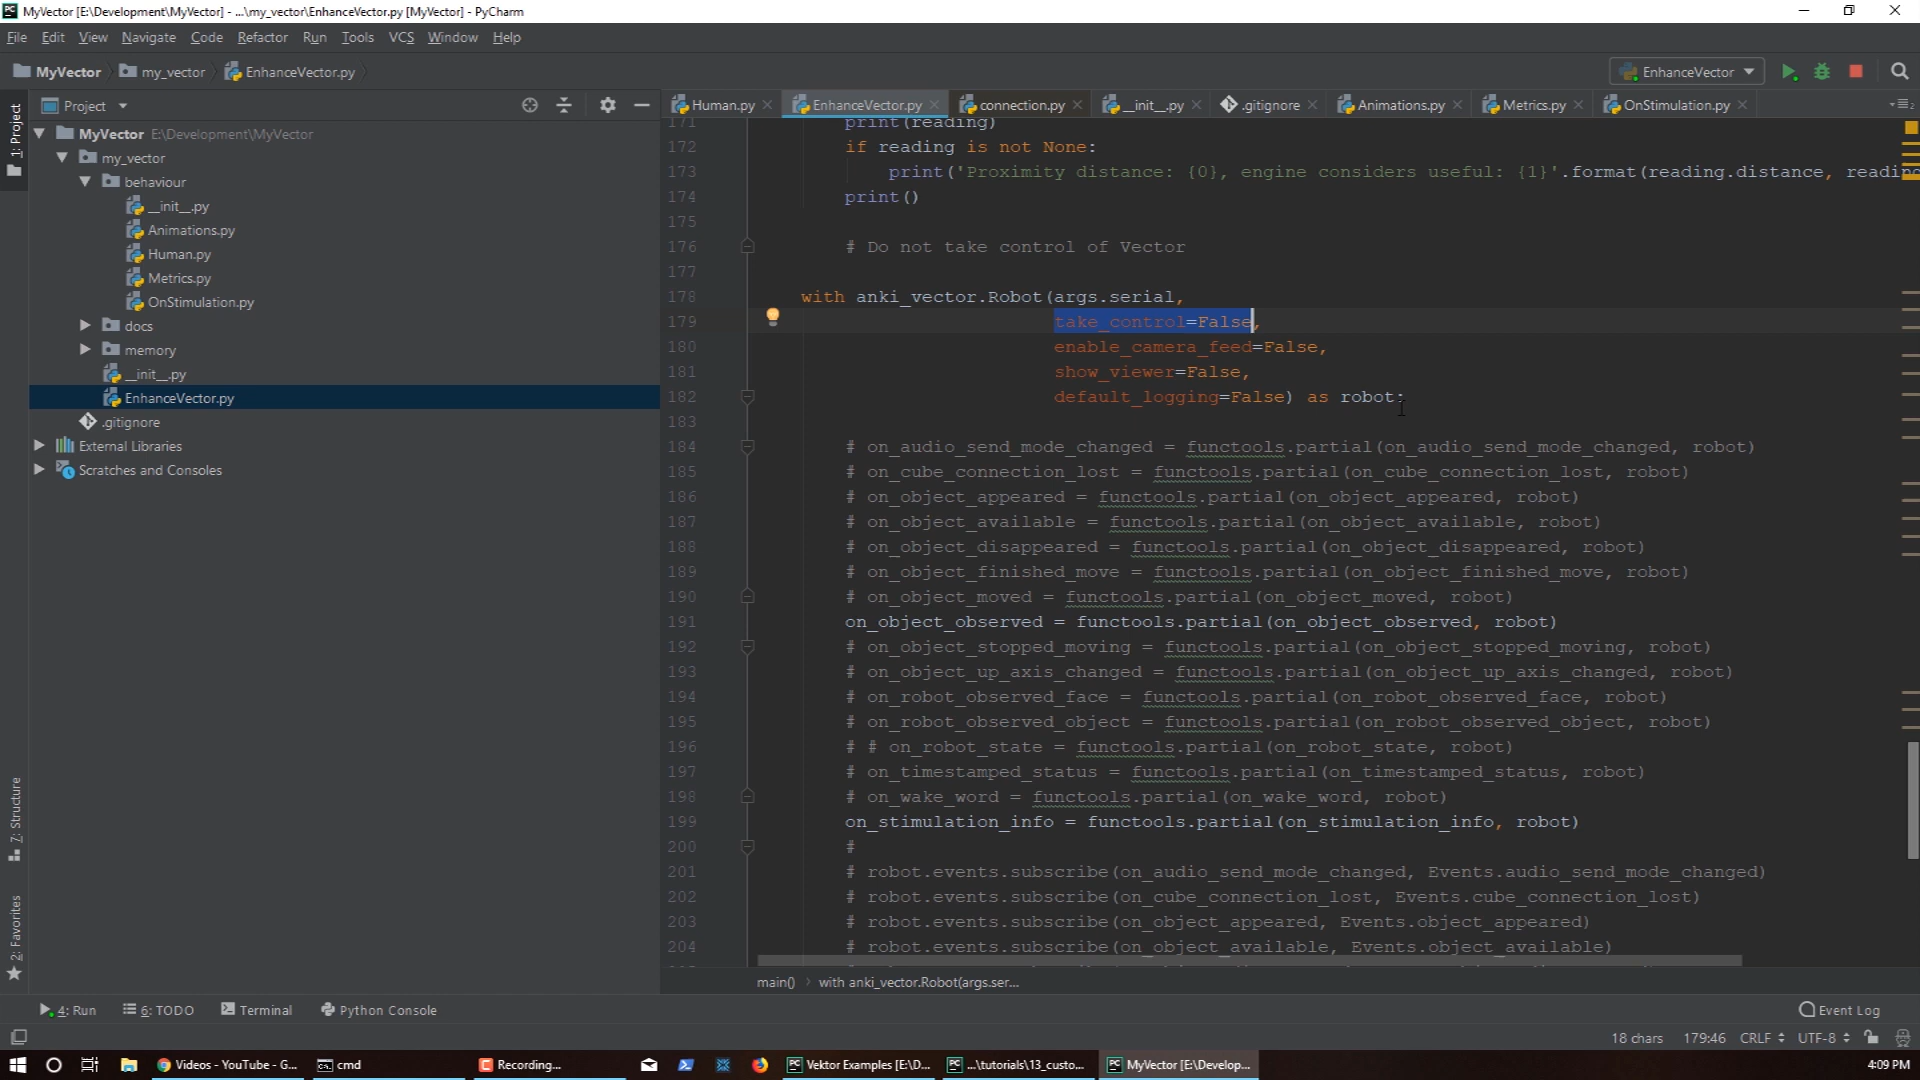 MyVector [E:\Development\MyVector] - ...\my_vector\EnhanceVector.py [MyVector] - PyCharm
File Edit View Navigate Code Refactor Run Tools VCS Window Help
MyVector my_vector EnhanceVector.py
EnhanceVector
Project
Human.py EnhanceVector.py connection.py __init__.py .gitignore Animations.py Metrics.py OnStimulation.py
1: Project
MyVector E:\Development\MyVector
my_vector
behaviour
__init__.py
Animations.py
Human.py
Metrics.py
OnStimulation.py
docs
memory
__init__.py
EnhanceVector.py
.gitignore
External Libraries
Scratches and Consoles
7: Structure
2: Favorites
171 print(reading)
172 if reading is not None:
173 print('Proximity distance: {0}, engine considers useful: {1}'.format(reading.distance, reading
174 print()
175
176 # Do not take control of Vector
177
178 with anki_vector.Robot(args.serial,
179 take_control=False,
180 enable_camera_feed=False,
181 show_viewer=False,
182 default_logging=False) as robot:
183
184 # on_audio_send_mode_changed = functools.partial(on_audio_send_mode_changed, robot)
185 # on_cube_connection_lost = functools.partial(on_cube_connection_lost, robot)
186 # on_object_appeared = functools.partial(on_object_appeared, robot)
187 # on_object_available = functools.partial(on_object_available, robot)
188 # on_object_disappeared = functools.partial(on_object_disappeared, robot)
189 # on_object_finished_move = functools.partial(on_object_finished_move, robot)
190 # on_object_moved = functools.partial(on_object_moved, robot)
191 on_object_observed = functools.partial(on_object_observed, robot)
192 # on_object_stopped_moving = functools.partial(on_object_stopped_moving, robot)
193 # on_object_up_axis_changed = functools.partial(on_object_up_axis_changed, robot)
194 # on_robot_observed_face = functools.partial(on_robot_observed_face, robot)
195 # on_robot_observed_object = functools.partial(on_robot_observed_object, robot)
196 # # on_robot_state = functools.partial(on_robot_state, robot)
197 # on_timestamped_status = functools.partial(on_timestamped_status, robot)
198 # on_wake_word = functools.partial(on_wake_word, robot)
199 on_stimulation_info = functools.partial(on_stimulation_info, robot)
200 #
201 # robot.events.subscribe(on_audio_send_mode_changed, Events.audio_send_mode_changed)
202 # robot.events.subscribe(on_cube_connection_lost, Events.cube_connection_lost)
203 # robot.events.subscribe(on_object_appeared, Events.object_appeared)
204 # robot.events.subscribe(on_object_available, Events.object_available)
main() with anki_vector.Robot(args.ser...
4: Run 6: TODO Terminal Python Console Event Log
18 chars 179:46 CRLF UTF-8
Videos - YouTube - G... cmd Recording... Vektor Examples [E:\D... ...\tutorials\13_custo... MyVector [E:\Develop... 4:09 PM